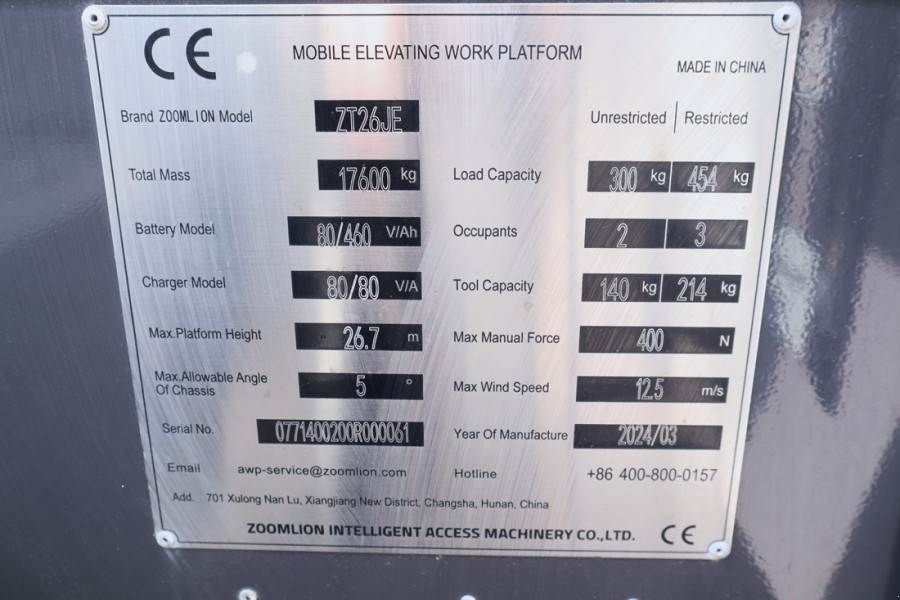 CE MOBILE ELEVATING WORK PLATFORM
MADE IN CHINA
Brand ZOOMLION Model ZT26JE
Unrestricted | Restricted
Total Mass 17600 kg
Load Capacity 300 kg 454 kg
Battery Model 80/460 V/Ah
Occupants 2 3
Charger Model 80/80 V/A
Tool Capacity 140 kg 214 kg
Max.Platform Height 26.7 m
Max Manual Force 400 N
Max.Allowable Angle
Of Chassis 5 °
Max Wind Speed 12.5 m/s
Serial No. 0771400200R000061
Year Of Manufacture 2024/03
Email awp-service@zoomlion.com
Hotline +86 400-800-0157
Add. 701 Xulong Nan Lu, Xiangjiang New District, Changsha, Hunan, China
ZOOMLION INTELLIGENT ACCESS MACHINERY CO.,LTD. CE